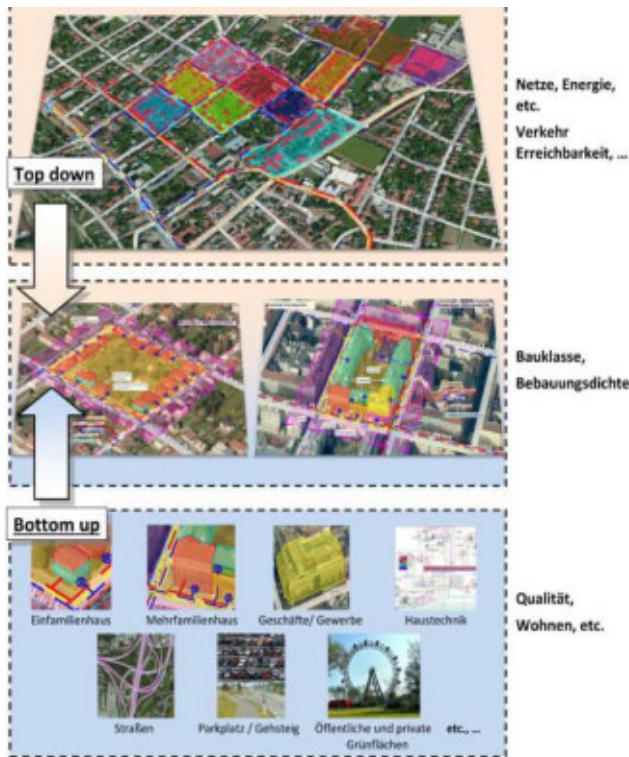 Netze, Energie,
etc.
Verkehr
Erreichbarkeit, ...
Top down
Bauklasse,
Bebauungsdichte
Bottom up
Einfamilienhaus
Mehrfamilienhaus
Geschäfte/ Gewerbe
Haustechnik
Qualität,
Wohnen, etc.
Straßen
Parkplatz / Gehsteig
Öffentliche und private
Grünflächen
etc., ...